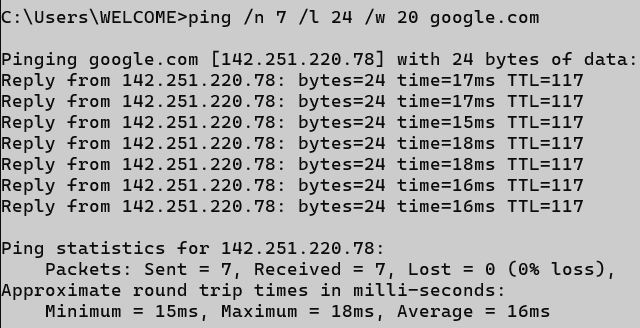 C:\Users\WELCOME>ping /n 7 /l 24 /w 20 google.com
Pinging google.com [142.251.220.78] with 24 bytes of data:
Reply from 142.251.220.78: bytes=24 time=17ms TTL=117
Reply from 142.251.220.78: bytes=24 time=17ms TTL=117
Reply from 142.251.220.78: bytes=24 time=15ms TTL=117
Reply from 142.251.220.78: bytes=24 time=18ms TTL=117
Reply from 142.251.220.78: bytes=24 time=18ms TTL=117
Reply from 142.251.220.78: bytes=24 time=16ms TTL=117
Reply from 142.251.220.78: bytes=24 time=16ms TTL=117
Ping statistics for 142.251.220.78:
    Packets: Sent = 7, Received = 7, Lost = 0 (0% loss),
Approximate round trip times in milli-seconds:
    Minimum = 15ms, Maximum = 18ms, Average = 16ms